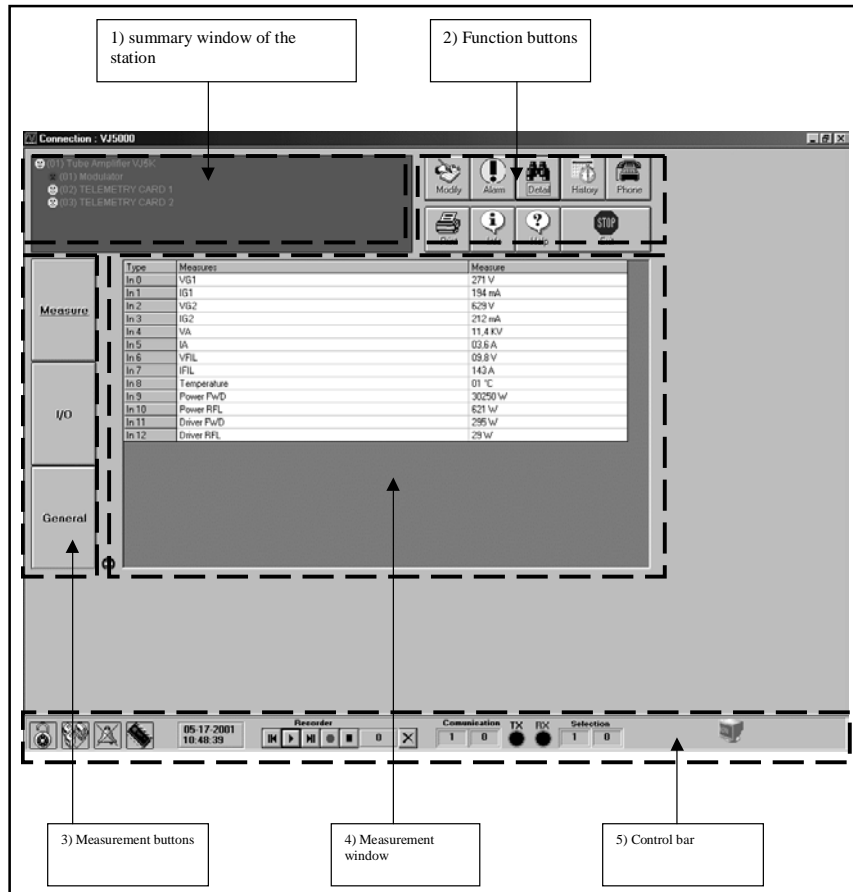 1) summary window of the
station
2) Function buttons
Connection : VJ5000
(01) Tube Amplifier VJ5K
(01) Modulator
(02) TELEMETRY CARD 1
(03) TELEMETRY CARD 2
Modify Alarm Detail History Phone
Help
STOP
Measure
I/O
General
Type Measures Measure
In 0 VG1 271 V
In 1 IG1 194 mA
In 2 VG2 629 V
In 3 IG2 212 mA
In 4 VA 11,4 KV
In 5 IA 03,6 A
In 6 VFIL 09,8 V
In 7 IFIL 143 A
In 8 Temperature 01 °C
In 9 Power FWD 30250 W
In 10 Power RFL 621 W
In 11 Driver FWD 295 W
In 12 Driver RFL 29 W
05-17-2001
10:48:39
Recorder
0
Comunication
1 0
TX RX
Selection
1 0
3) Measurement buttons
4) Measurement
window
5) Control bar